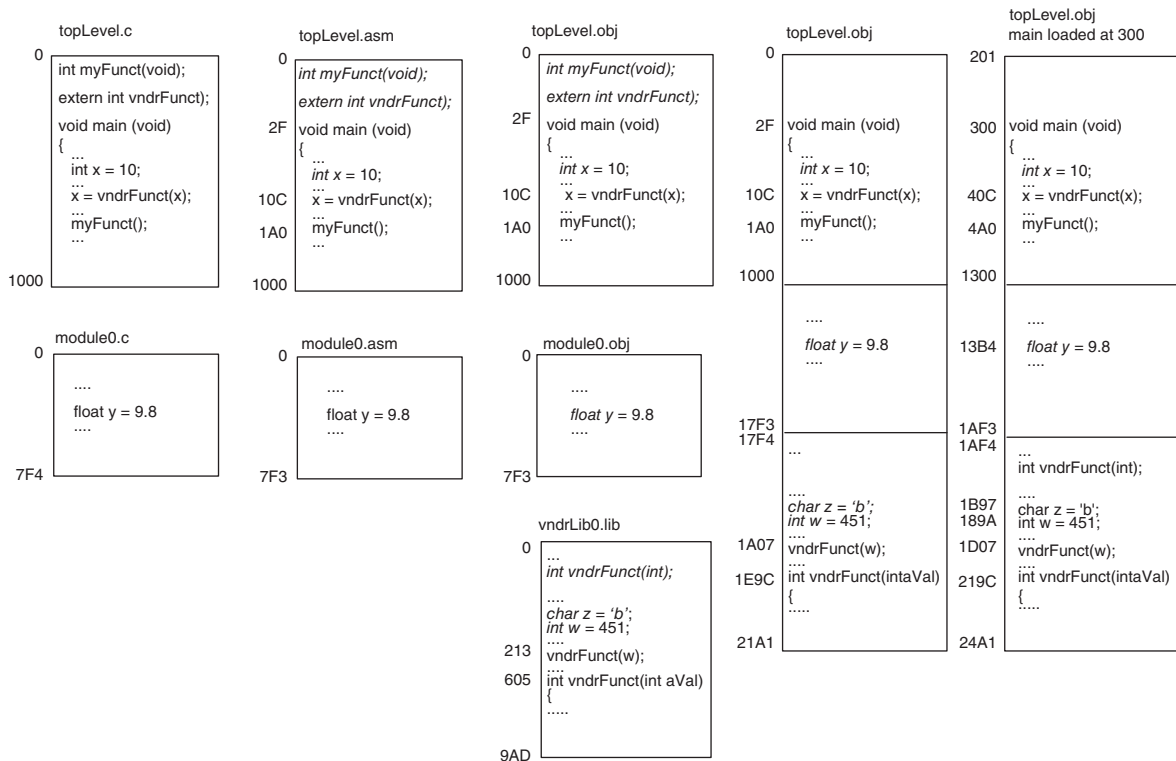 topLevel.c
0
int myFunct(void);
extern int vndrFunct);
void main (void)
{
...
int x = 10;
...
x = vndrFunct(x);
...
myFunct();
...
1000
topLevel.asm
0
int myFunct(void);
extern int vndrFunct);
2F
void main (void)
{
...
int x = 10;
...
10C
x = vndrFunct(x);
...
1A0
myFunct();
...
1000
topLevel.obj
0
int myFunct(void);
extern int vndrFunct);
2F
void main (void)
{
...
int x = 10;
...
10C
x = vndrFunct(x);
...
1A0
myFunct();
...
1000
topLevel.obj
0
2F
void main (void)
{
...
int x = 10;
...
10C
x = vndrFunct(x);
...
1A0
myFunct();
...
1000
....
float y = 9.8
....
17F3
17F4
...
....
char z = ‘b’;
int w = 451;
....
1A07
vndrFunct(w);
....
1E9C
int vndrFunct(intaVal)
{
.....
21A1
topLevel.obj
main loaded at 300
201
300
void main (void)
{
...
int x = 10;
...
40C
x = vndrFunct(x);
...
4A0
myFunct();
...
1300
....
13B4
float y = 9.8
....
1AF3
1AF4
...
int vndrFunct(int);
....
1B97
char z = 'b';
189A
int w = 451;
....
1D07
vndrFunct(w);
....
219C
int vndrFunct(intaVal)
{
.....
24A1
module0.c
0
....
float y = 9.8
....
7F4
module0.asm
0
....
float y = 9.8
....
7F3
module0.obj
0
....
float y = 9.8
....
7F3
vndrLib0.lib
0
...
int vndrFunct(int);
....
char z = ‘b’;
int w = 451;
....
213
vndrFunct(w);
....
605
int vndrFunct(int aVal)
{
.....
9AD